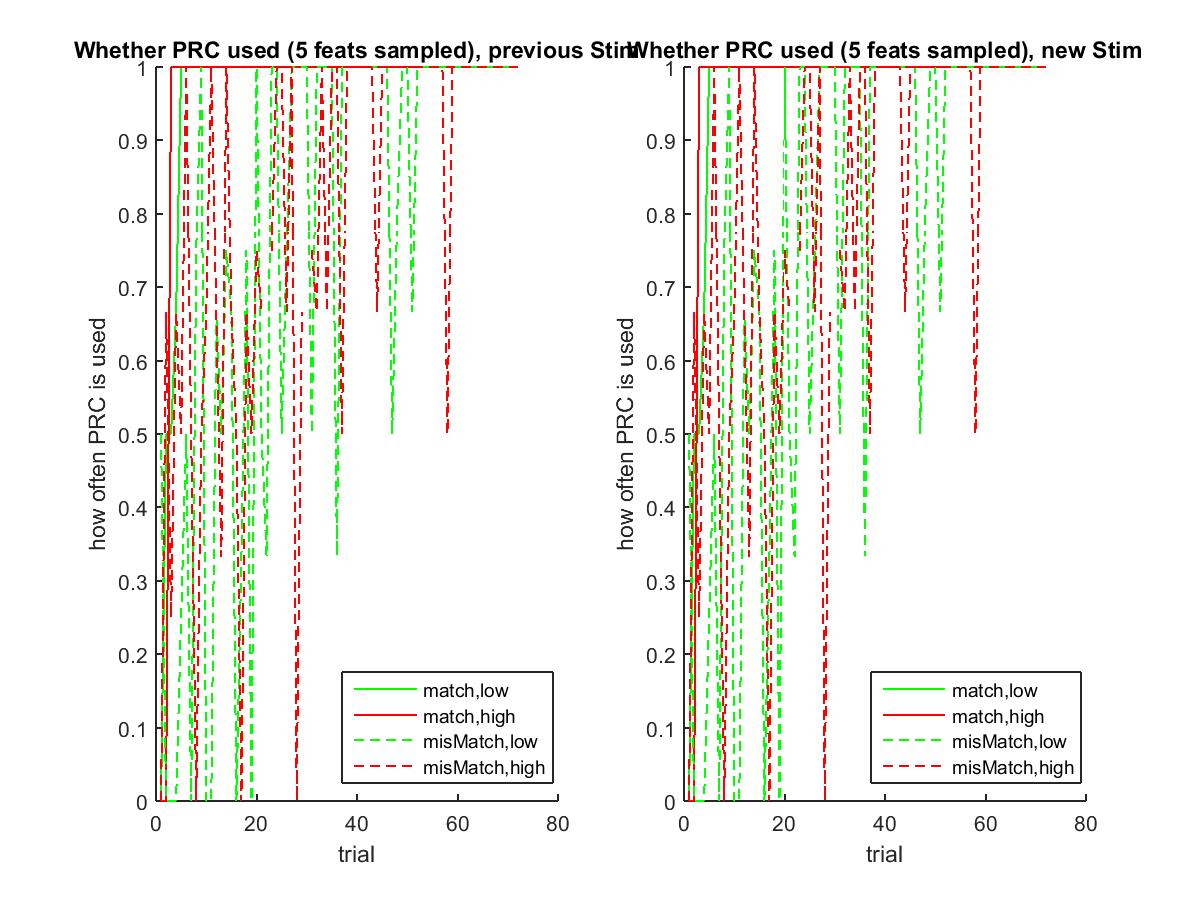 Whether PRC used (5 feats sampled), previous Stim
1
0.9
0.8
0.7
0.6
0.5
0.4
0.3
0.2
0.1
0
how often PRC is used
match,low
match,high
misMatch,low
misMatch,high
0 20 40 60 80
trial
Whether PRC used (5 feats sampled), new Stim
1
0.9
0.8
0.7
0.6
0.5
0.4
0.3
0.2
0.1
0
how often PRC is used
match,low
match,high
misMatch,low
misMatch,high
0 20 40 60 80
trial